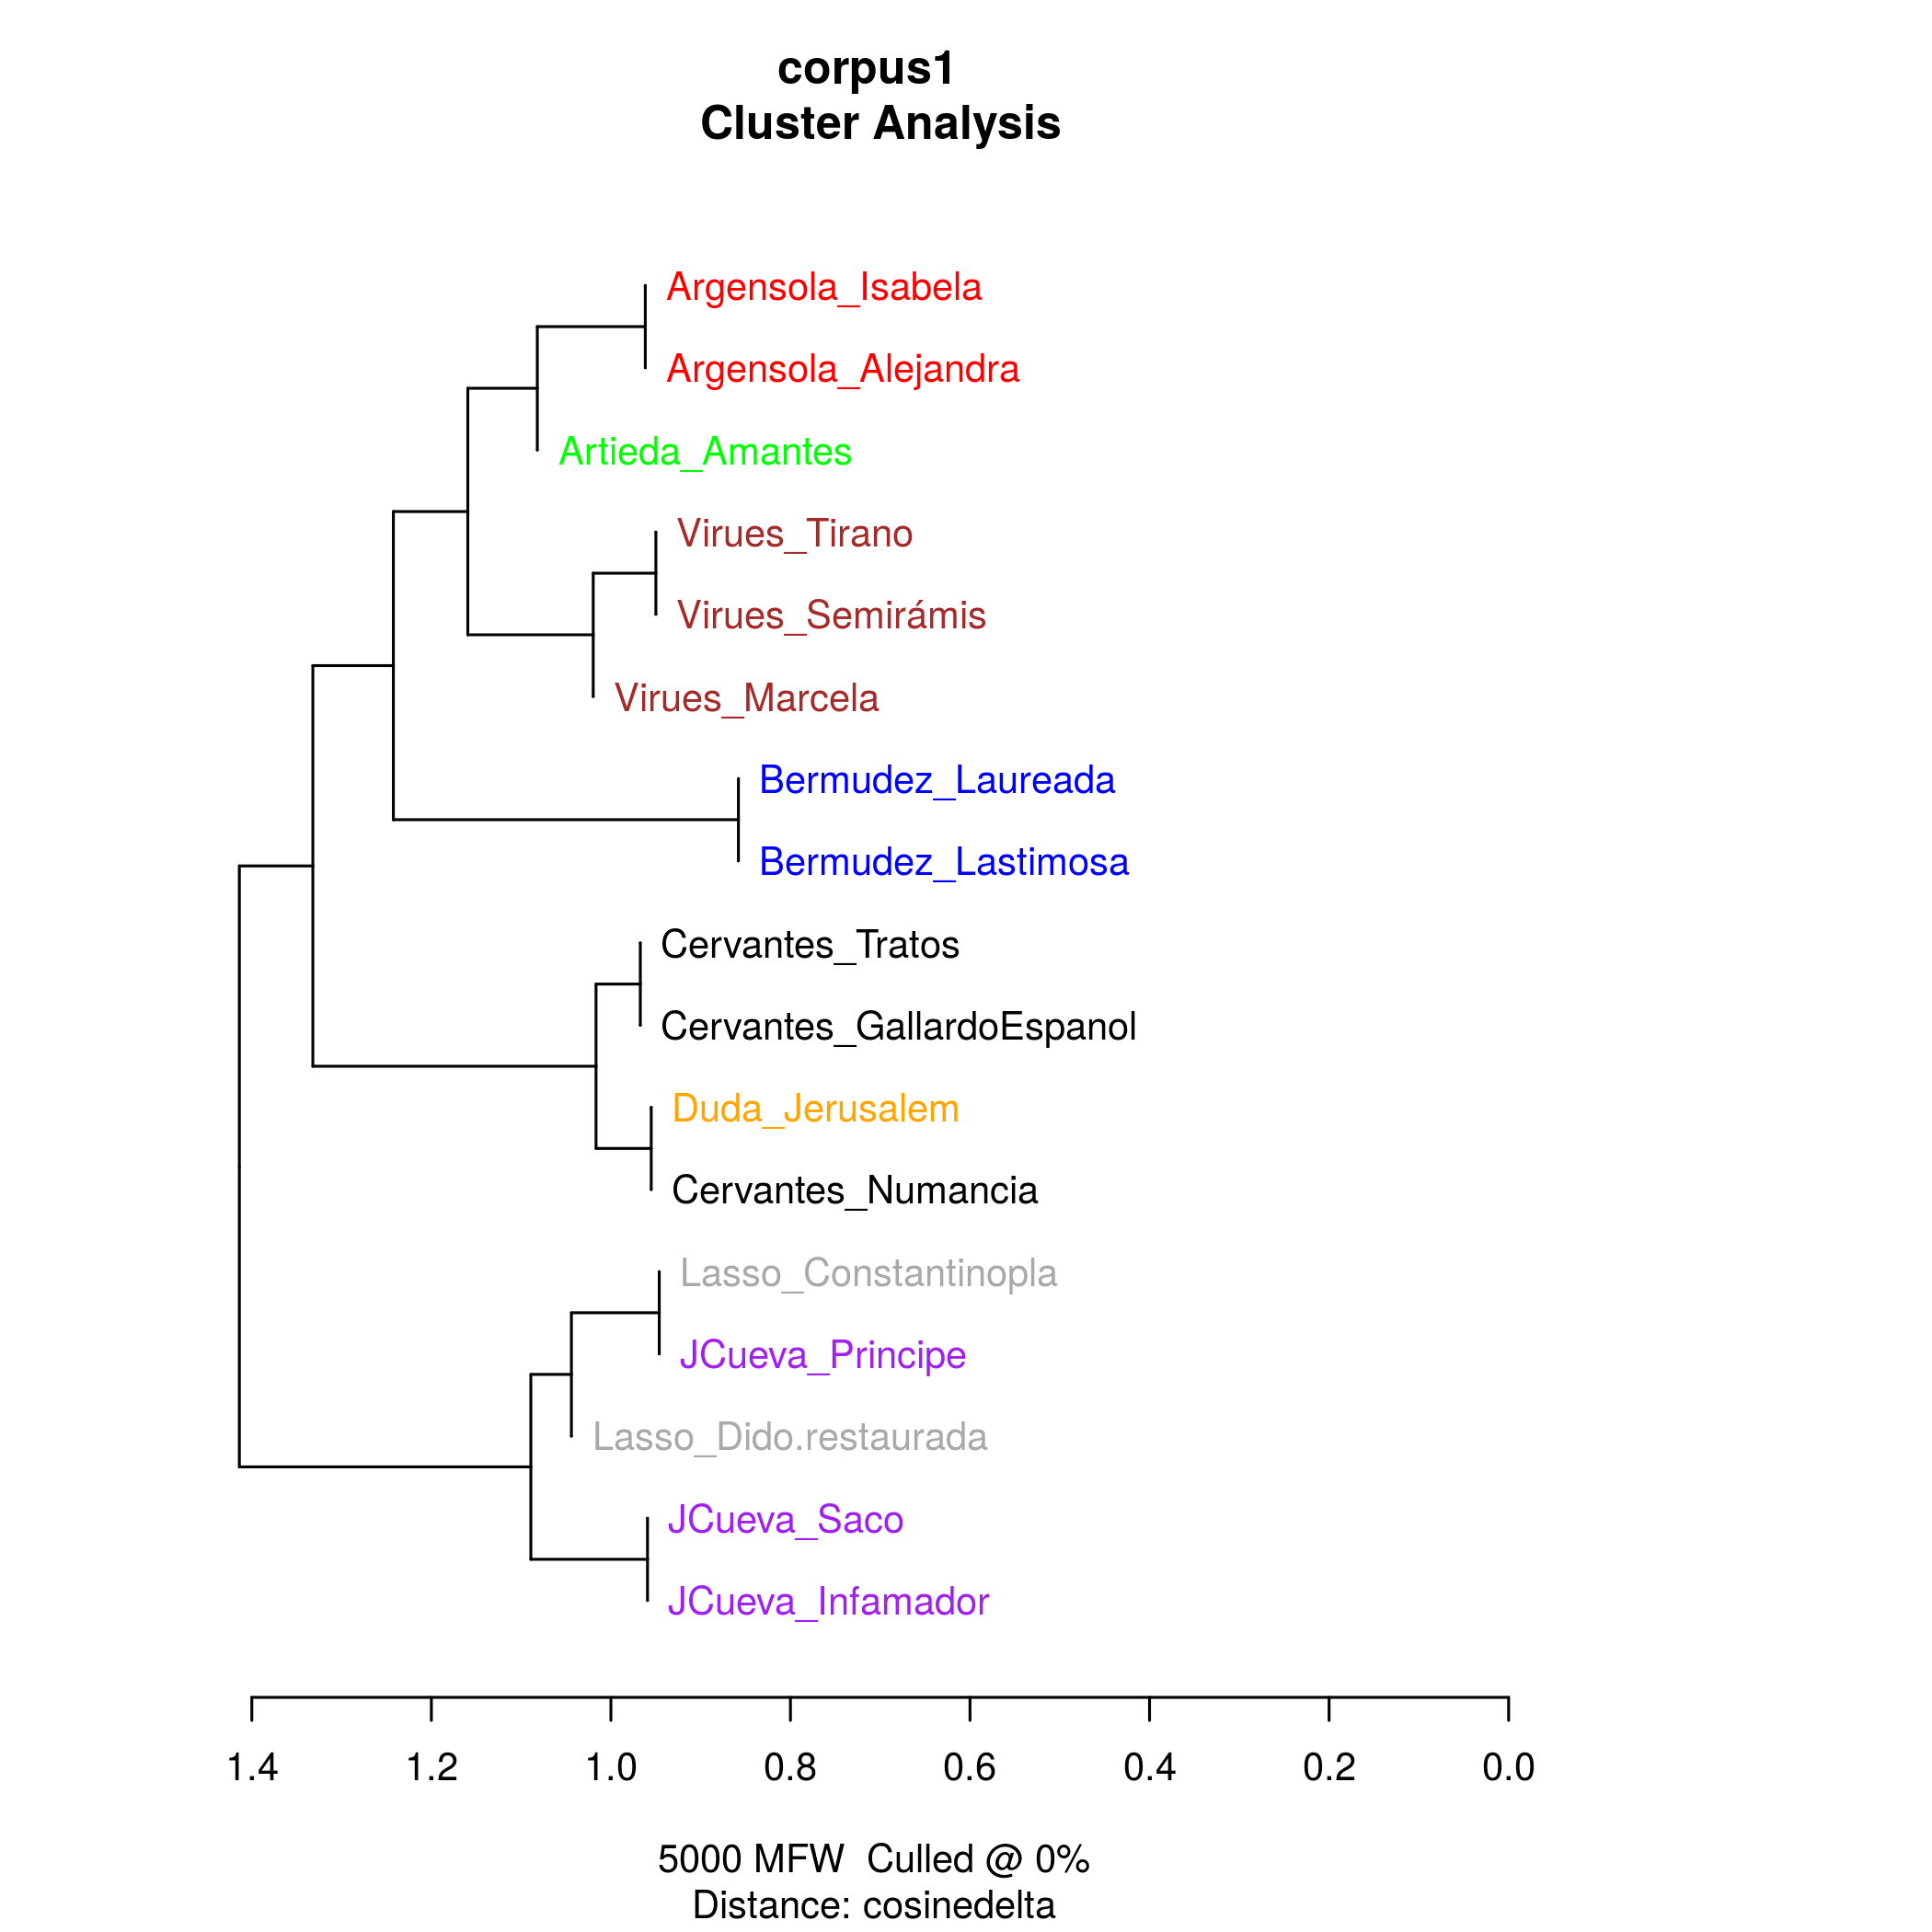 corpus1
Cluster Analysis
Argensola_Isabela
Argensola_Alejandra
Artieda_Amantes
Virues_Tirano
Virues_Semirámis
Virues_Marcela
Bermudez_Laureada
Bermudez_Lastimosa
Cervantes_Tratos
Cervantes_GallardoEspanol
Duda_Jerusalem
Cervantes_Numancia
Lasso_Constantinopla
JCueva_Principe
Lasso_Dido.restaurada
JCueva_Saco
JCueva_Infamador
1.4 1.2 1.0 0.8 0.6 0.4 0.2 0.0
5000 MFW  Culled @ 0%
Distance: cosinedelta